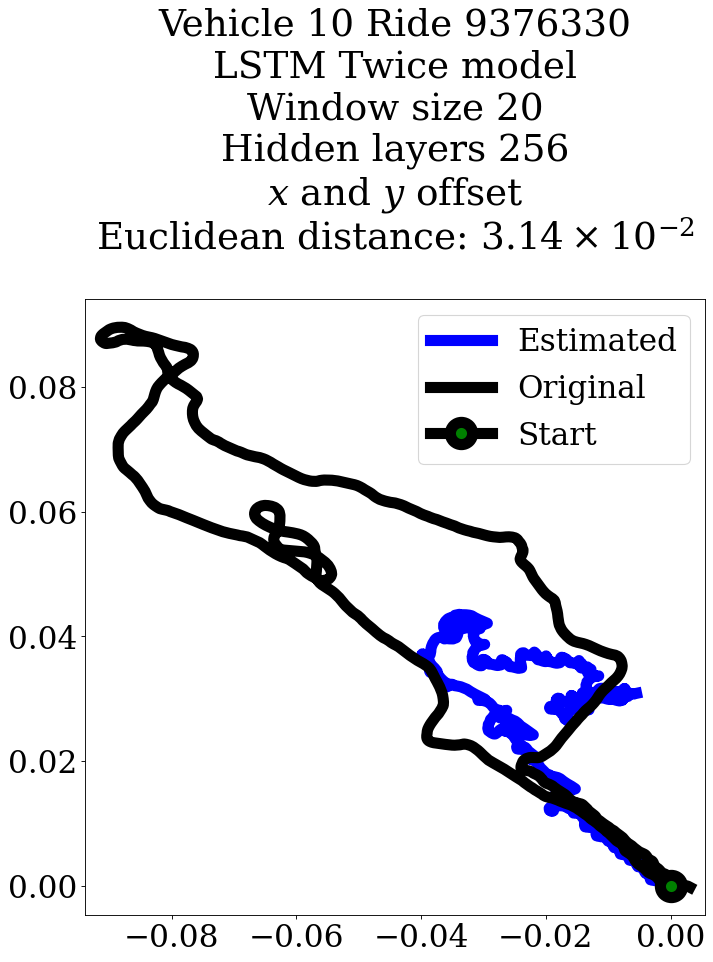 Vehicle 10 Ride 9376330
LSTM Twice model
Window size 20
Hidden layers 256
x and y offset
Euclidean distance: 3.14 × 10⁻²
Estimated
Original
Start
0.08
0.06
0.04
0.02
0.00
−0.08 −0.06 −0.04 −0.02 0.00